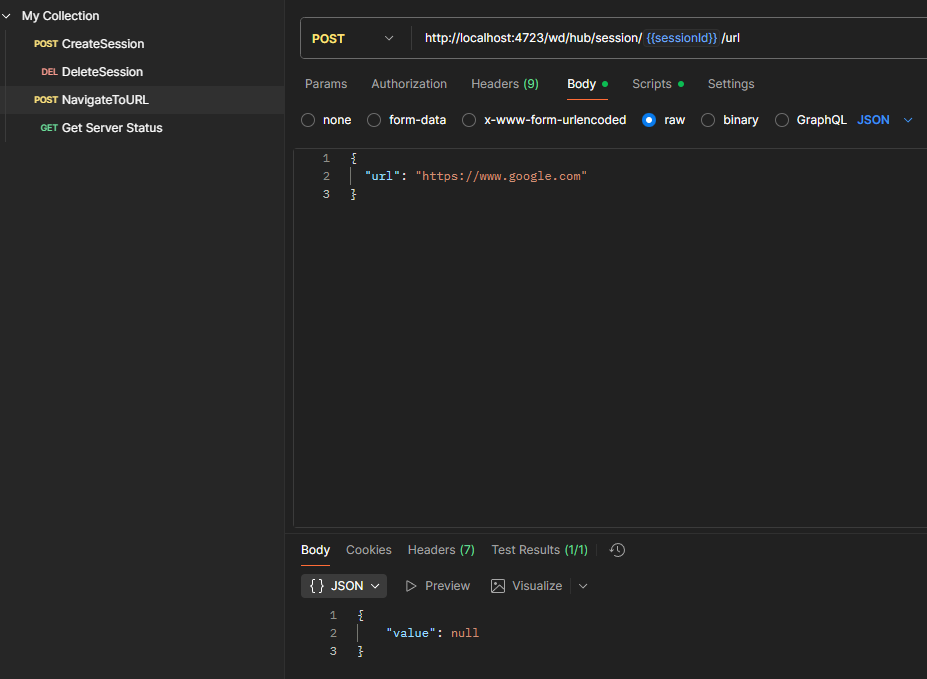 My Collection
POST CreateSession
DEL DeleteSession
POST NavigateToURL
GET Get Server Status
POST http://localhost:4723/wd/hub/session/ {{sessionId}} /url
Params Authorization Headers (9) Body Scripts Settings
none form-data x-www-form-urlencoded raw binary GraphQL JSON
1 {
2 "url": "https://www.google.com"
3 }
Body Cookies Headers (7) Test Results (1/1)
{} JSON Preview Visualize
1 {
2 "value": null
3 }